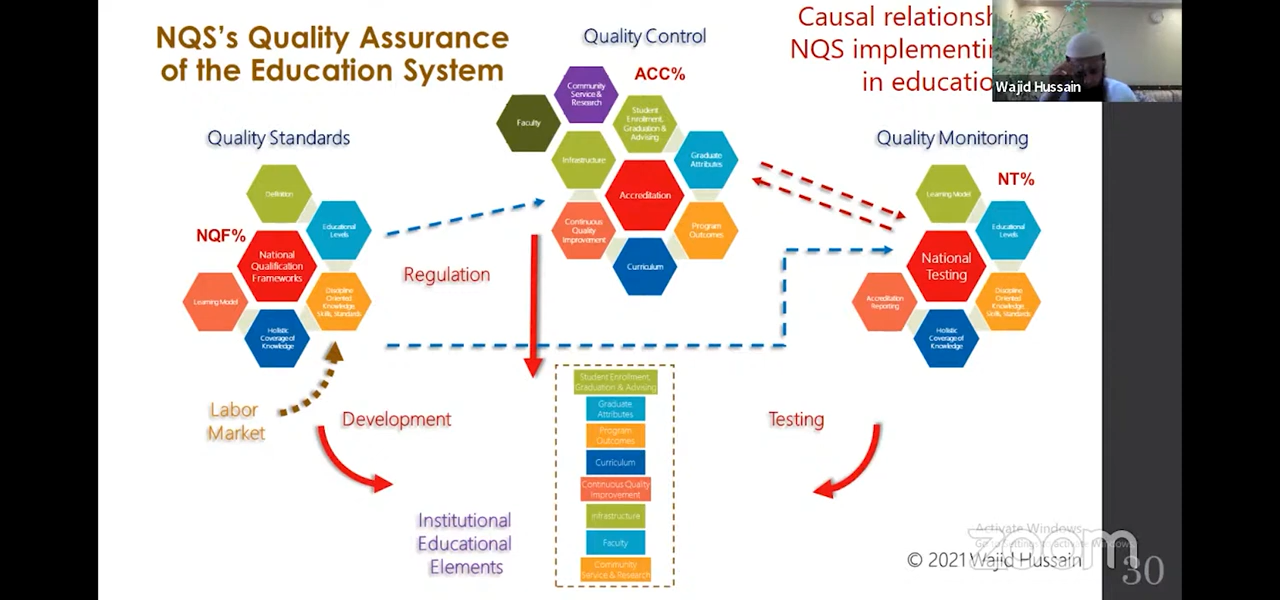 NQS's Quality Assurance
of the Education System
Quality Control
ACC%
Causal relationsh
NQS implementin
in educatio
Wajid Hussain
Community
Service &
Research
Faculty
Student
Enrollment,
Graduation &
Advising
Infrastructure
Graduate
Attributes
Accreditation
Continuous
Quality
Improvement
Program
Outcomes
Curriculum
Quality Standards
Definition
NQF%
Educational
Levels
National
Qualification
Frameworks
Learning Model
Discipline
Oriented
Knowledge
Skills, Standards
Holistic
Coverage of
Knowledge
Labor
Market
Regulation
Development
Quality Monitoring
Learning Model
NT%
Educational
Levels
National
Testing
Accreditation
Reporting
Discipline
Oriented
Knowledge
Skills, Standards
Holistic
Coverage of
Knowledge
Testing
Student Enrollment,
Graduation & Advising
Graduate
Attributes
Program
Outcomes
Curriculum
Continuous Quality
Improvement
Infrastructure
Faculty
Community
Service & Research
Institutional
Educational
Elements
Activate Windows
zoom
© 2021 Wajid Hussain
30